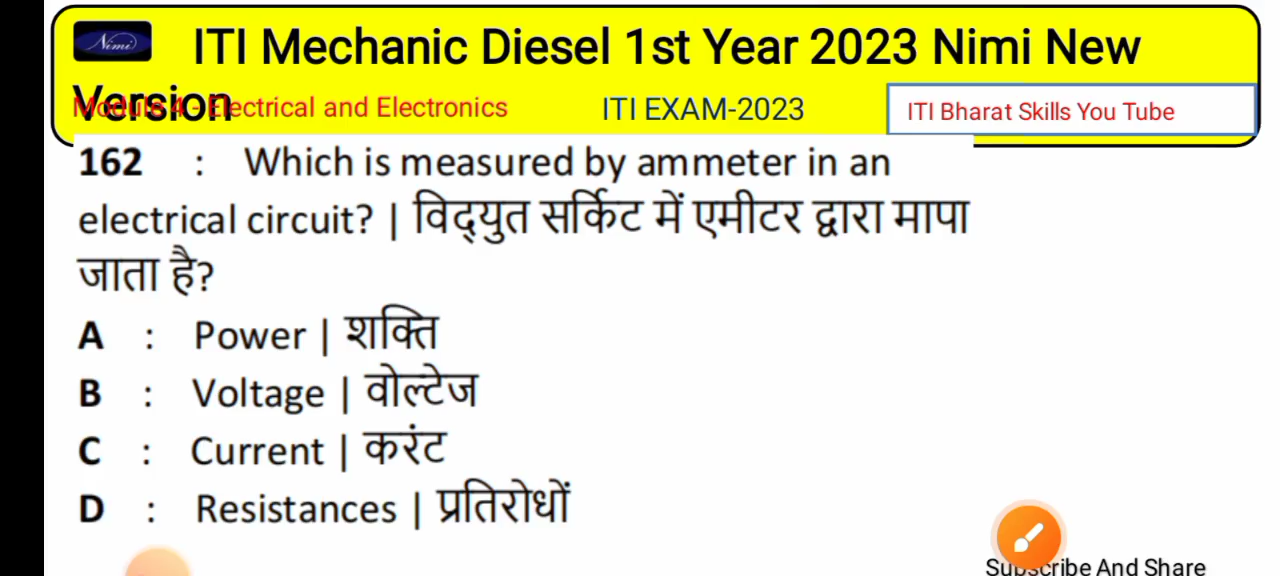 Nimi
ITI Mechanic Diesel 1st Year 2023 Nimi New
Version
Module 4 - Electrical and Electronics
ITI EXAM-2023
ITI Bharat Skills You Tube
162 : Which is measured by ammeter in an
electrical circuit? | विद्युत सर्किट में एमीटर द्वारा मापा
जाता है?
A : Power | शक्ति
B : Voltage | वोल्टेज
C : Current | करंट
D : Resistances | प्रतिरोधों
Subscribe And Share